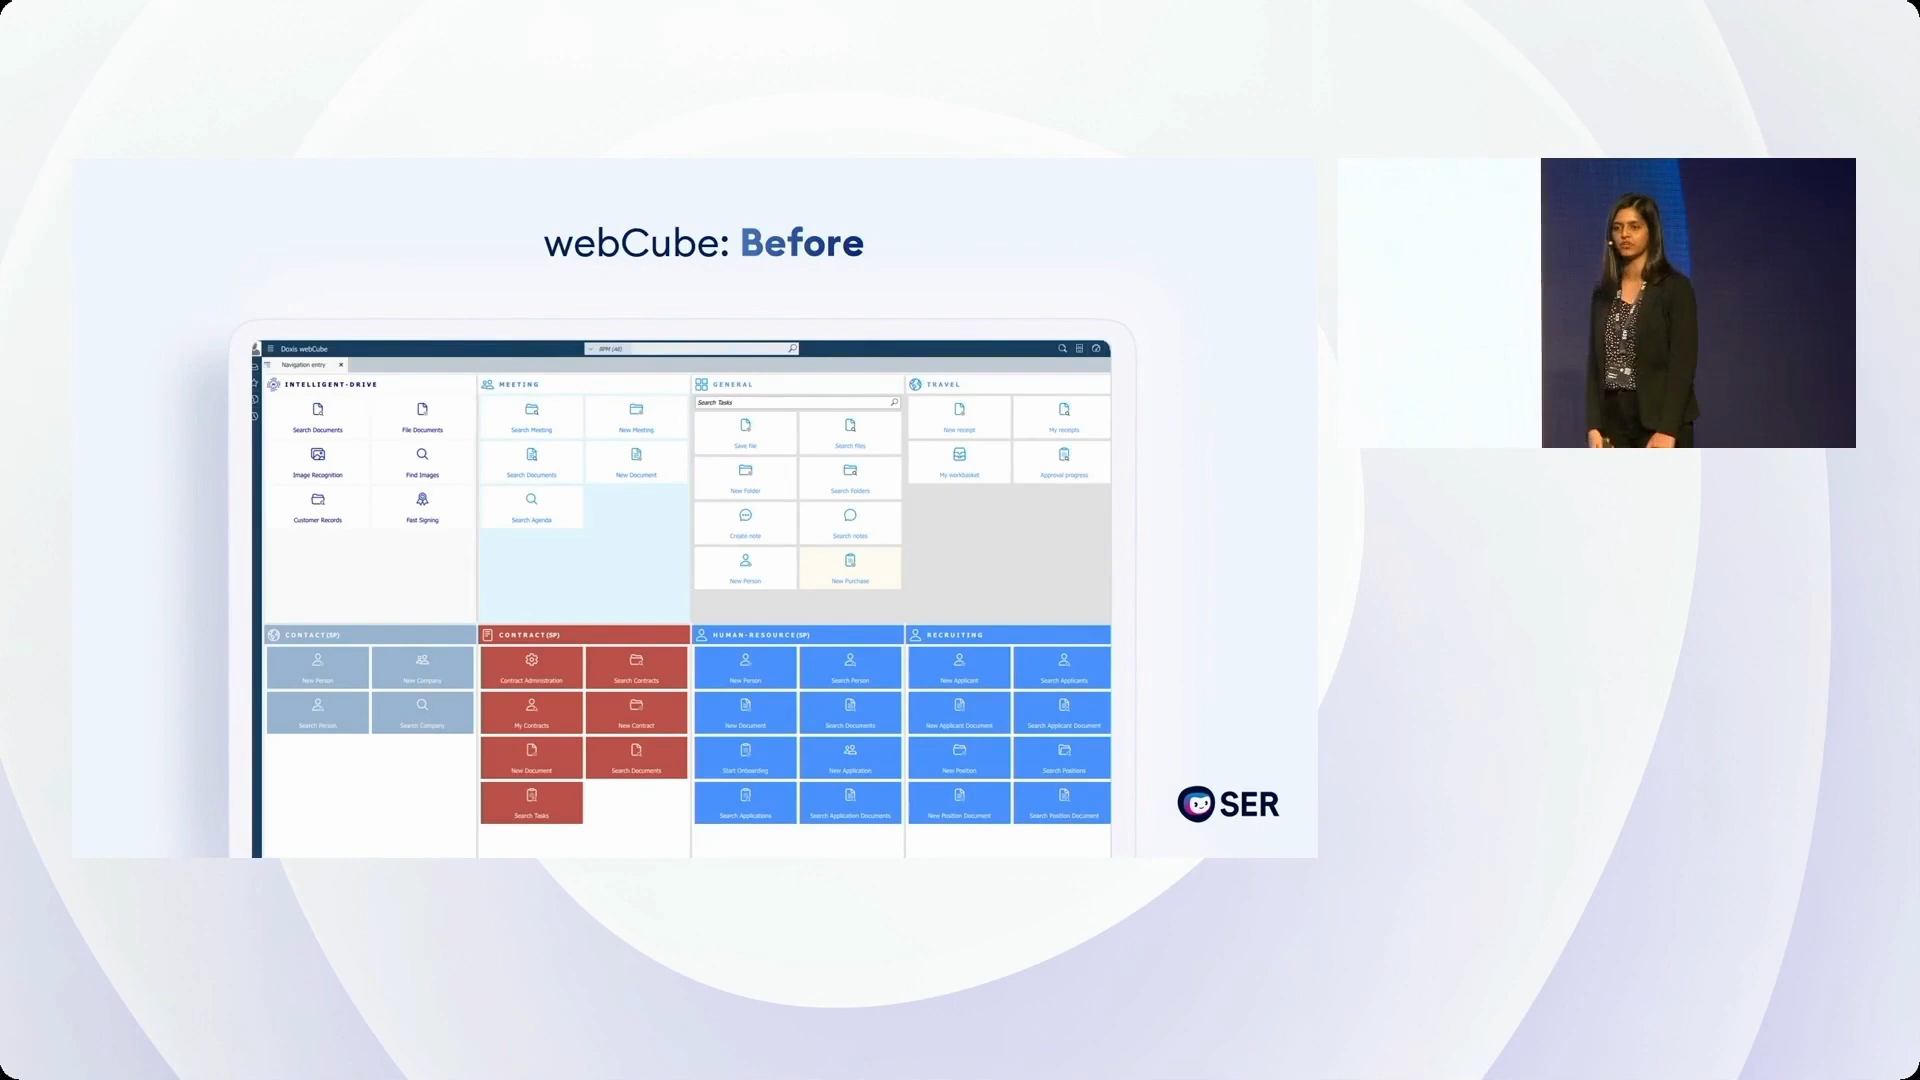 webCube: Before
Doxis webCube
BPM (All)
Navigation entry
INTELLIGENT-DRIVE
Search Documents
File Documents
Image Recognition
Find Images
Customer Records
Fast Signing
MEETING
Search Meeting
New Meeting
Search Documents
New Document
Search Agenda
GENERAL
Search Tasks
Save file
Search files
New Folder
Search Folders
Create note
Search notes
New Person
New Purchase
TRAVEL
New receipt
My receipts
My workbasket
Approval progress
CONTACT(SP)
New Person
New Company
Search Person
Search Company
CONTRACT(SP)
Contract Administration
Search Contracts
My Contracts
New Contract
New Document
Search Documents
Search Tasks
HUMAN-RESOURCE(SP)
New Person
Search Person
New Document
Search Documents
Start Onboarding
New Application
Search Applications
Search Application Documents
RECRUITING
New Applicant
Search Applicants
New Applicant Document
Search Applicant Document
New Position
Search Positions
New Position Document
Search Position Document
SER